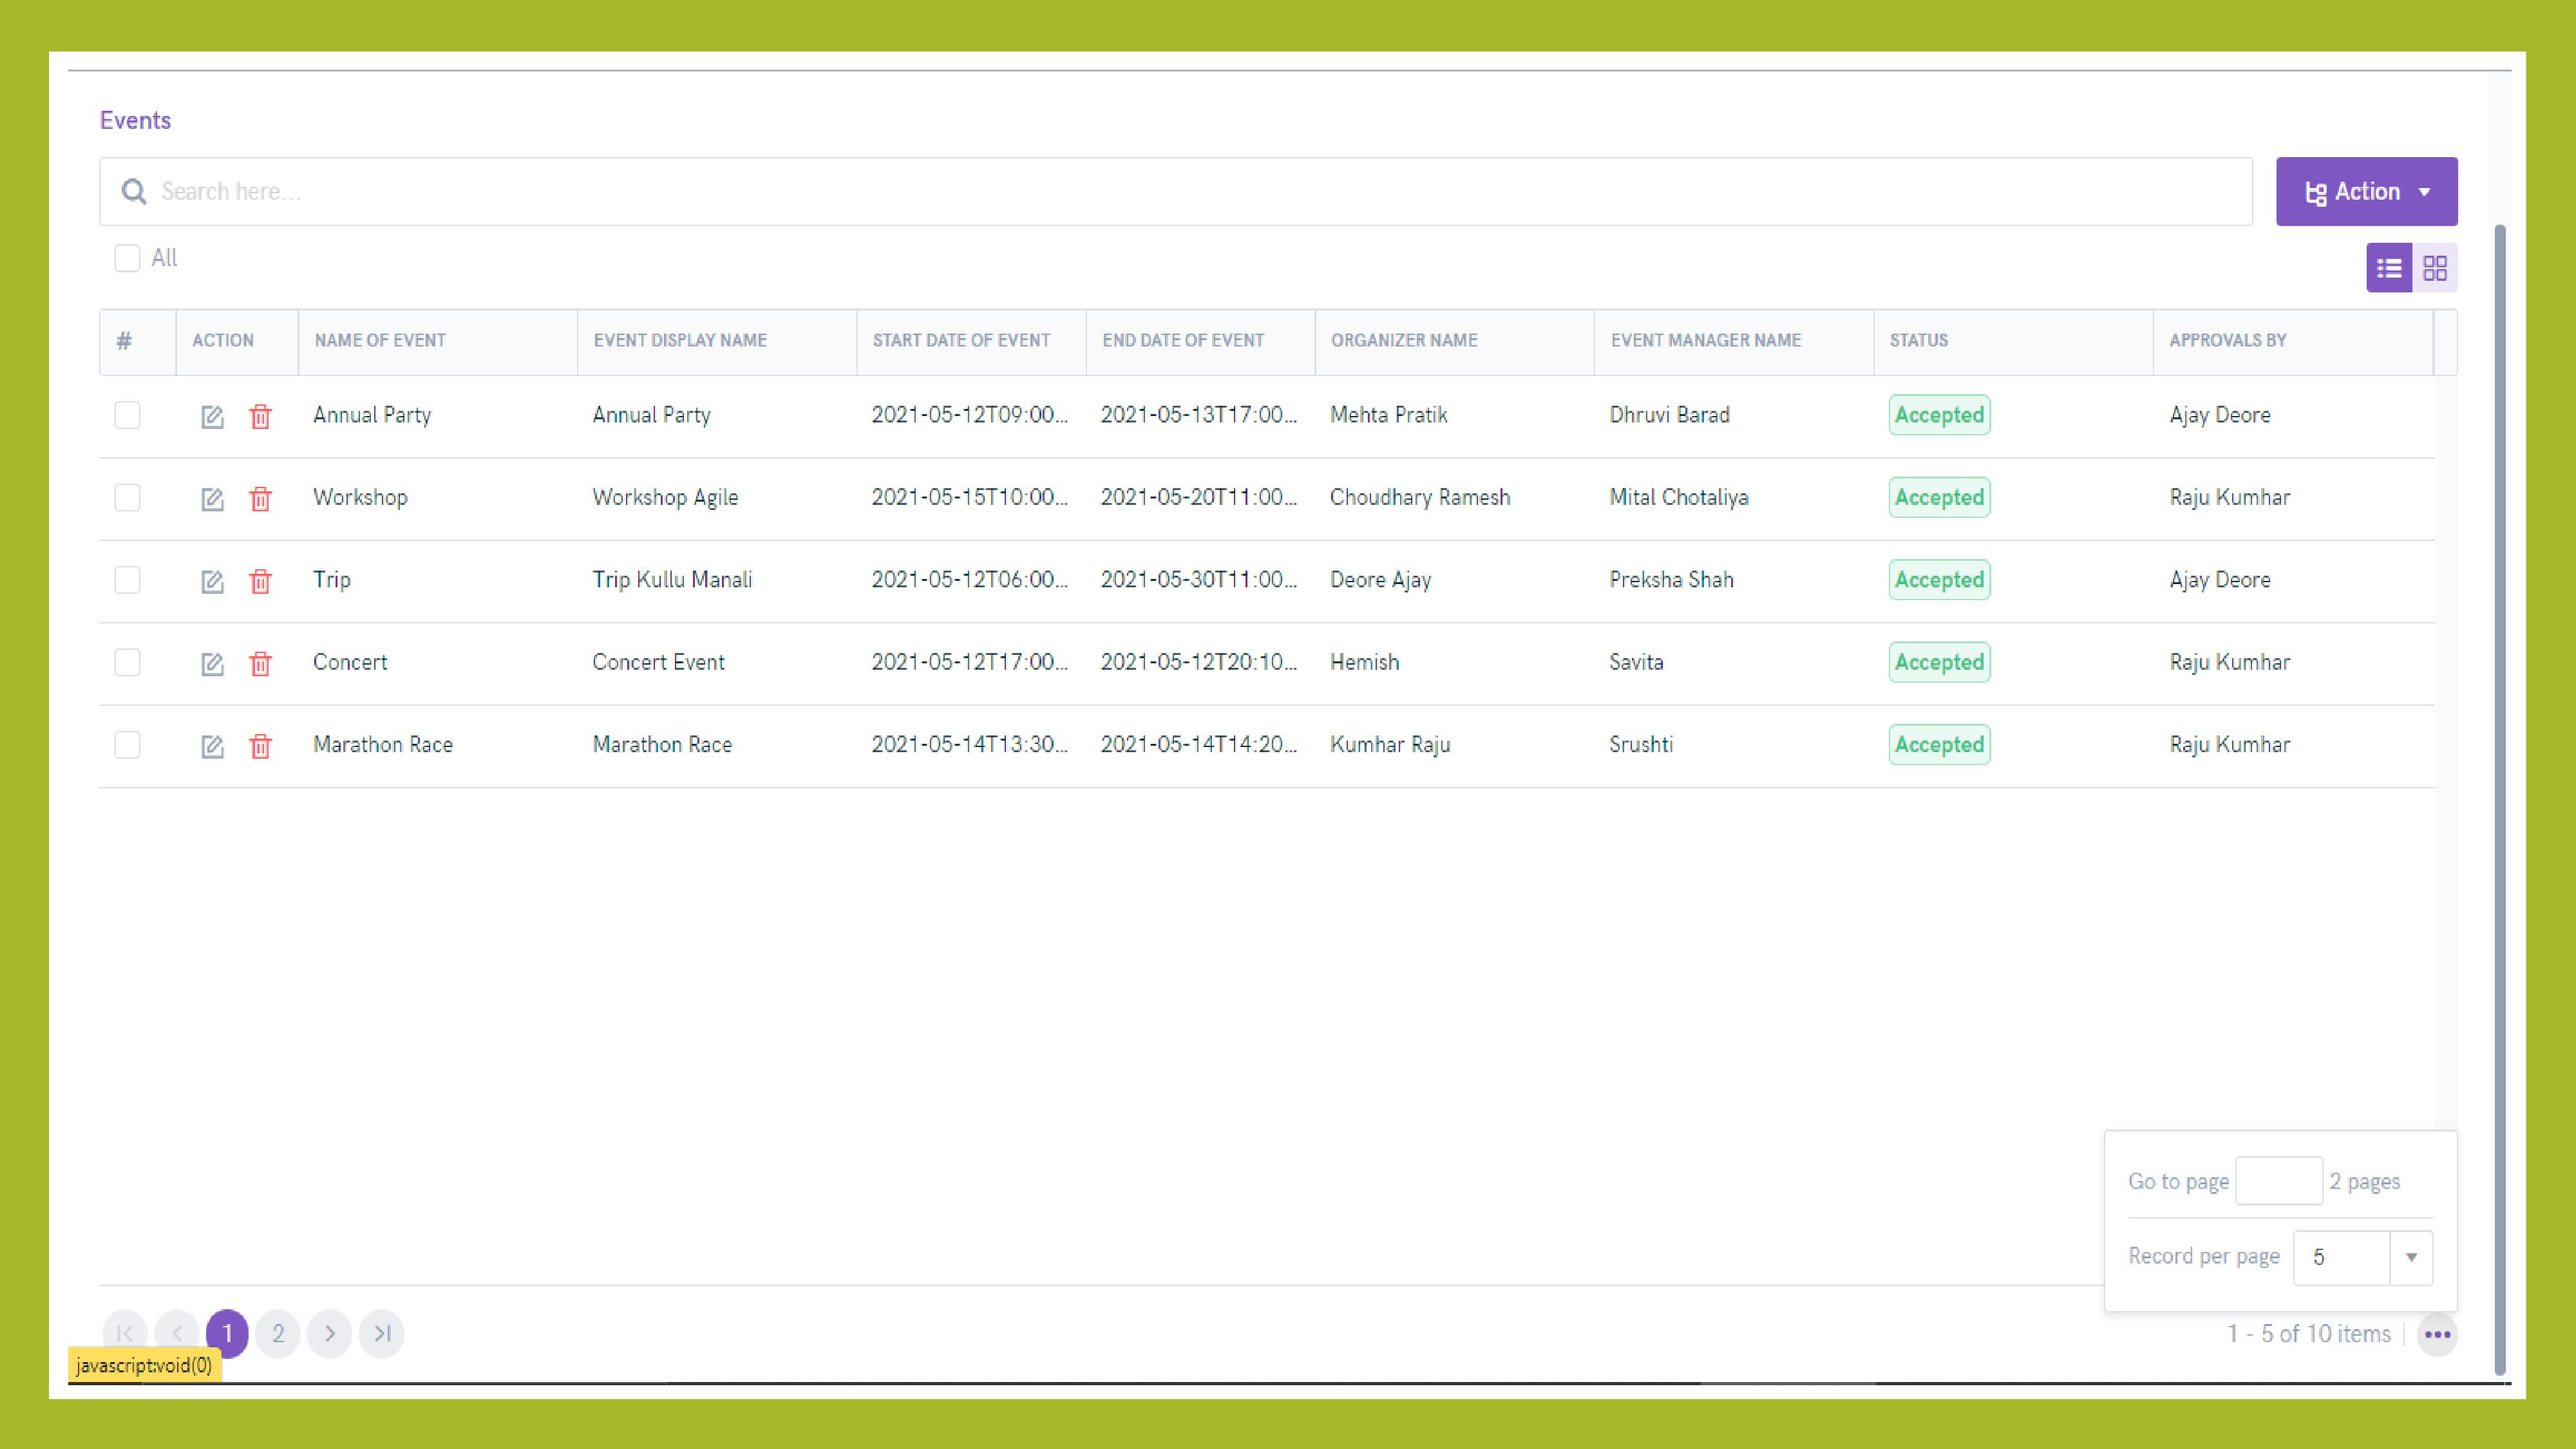 Events
Search here...
Action
All
# ACTION NAME OF EVENT EVENT DISPLAY NAME START DATE OF EVENT END DATE OF EVENT ORGANIZER NAME EVENT MANAGER NAME STATUS APPROVALS BY
Annual Party Annual Party 2021-05-12T09:00... 2021-05-13T17:00... Mehta Pratik Dhruvi Barad Accepted Ajay Deore
Workshop Workshop Agile 2021-05-15T10:00... 2021-05-20T11:00... Choudhary Ramesh Mital Chotaliya Accepted Raju Kumhar
Trip Trip Kullu Manali 2021-05-12T06:00... 2021-05-30T11:00... Deore Ajay Preksha Shah Accepted Ajay Deore
Concert Concert Event 2021-05-12T17:00... 2021-05-12T20:10... Hemish Savita Accepted Raju Kumhar
Marathon Race Marathon Race 2021-05-14T13:30... 2021-05-14T14:20... Kumhar Raju Srushti Accepted Raju Kumhar
Go to page 2 pages
Record per page 5
1 2 1 - 5 of 10 items
javascript:void(0)